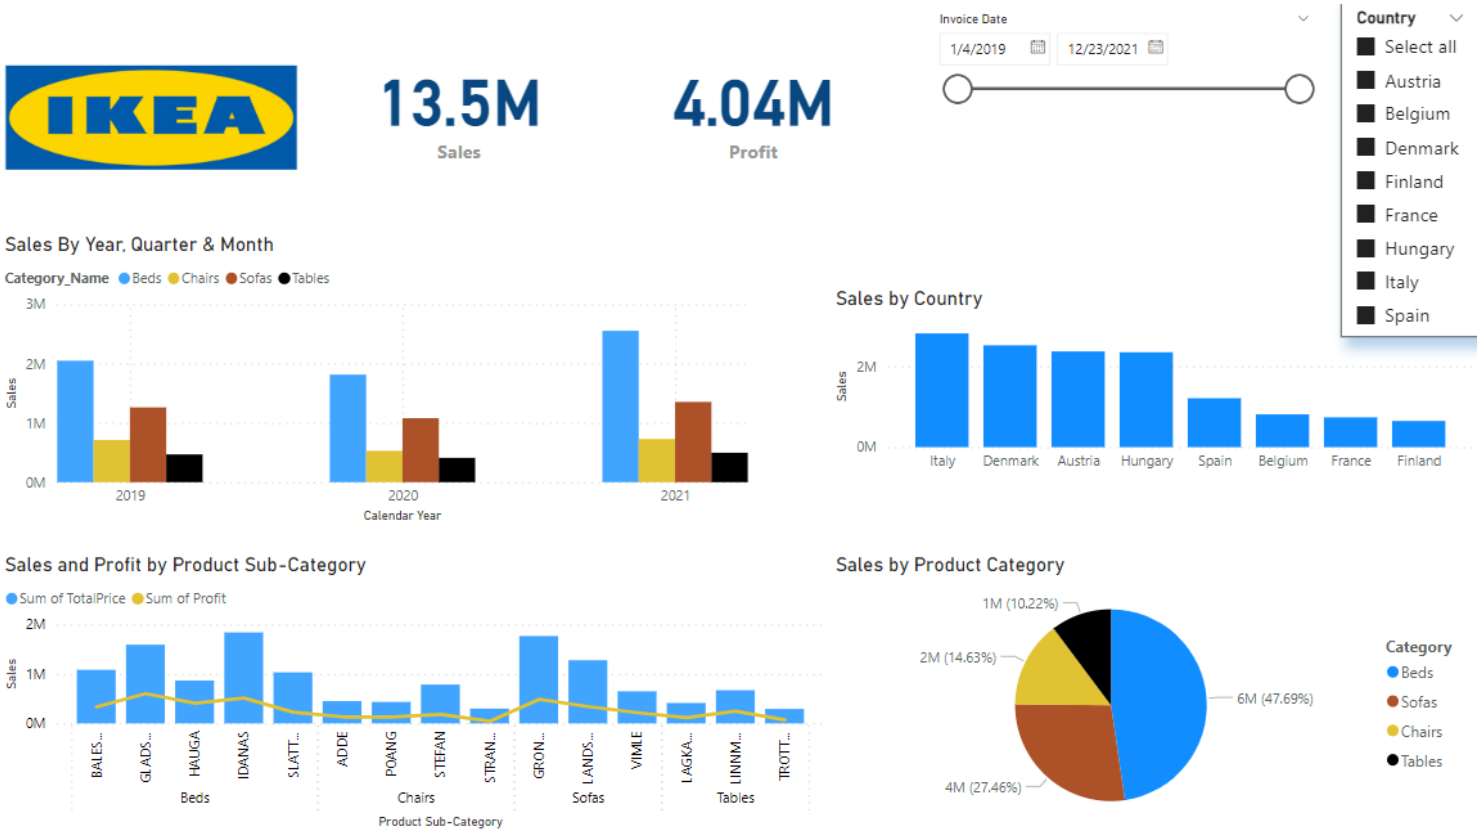 IKEA
13.5M
Sales
4.04M
Profit
Invoice Date
1/4/2019
12/23/2021
Country
Select all
Austria
Belgium
Denmark
Finland
France
Hungary
Italy
Spain
Sales By Year, Quarter & Month
Category_Name Beds Chairs Sofas Tables
3M
2M
1M
0M
Sales
2019 2020 2021
Calendar Year
Sales by Country
2M
0M
Sales
Italy Denmark Austria Hungary Spain Belgium France Finland
Sales and Profit by Product Sub-Category
Sum of TotalPrice Sum of Profit
2M
1M
0M
Sales
BALES... GLADS... HAUGA IDANAS SLATT... ADDE POANG STEFAN STRAN... GRON... LANDS... VIMLE LAGKA... LINNM... TROTT...
Beds Chairs Sofas Tables
Product Sub-Category
Sales by Product Category
1M (10.22%)
2M (14.63%)
6M (47.69%)
4M (27.46%)
Category
Beds
Sofas
Chairs
Tables